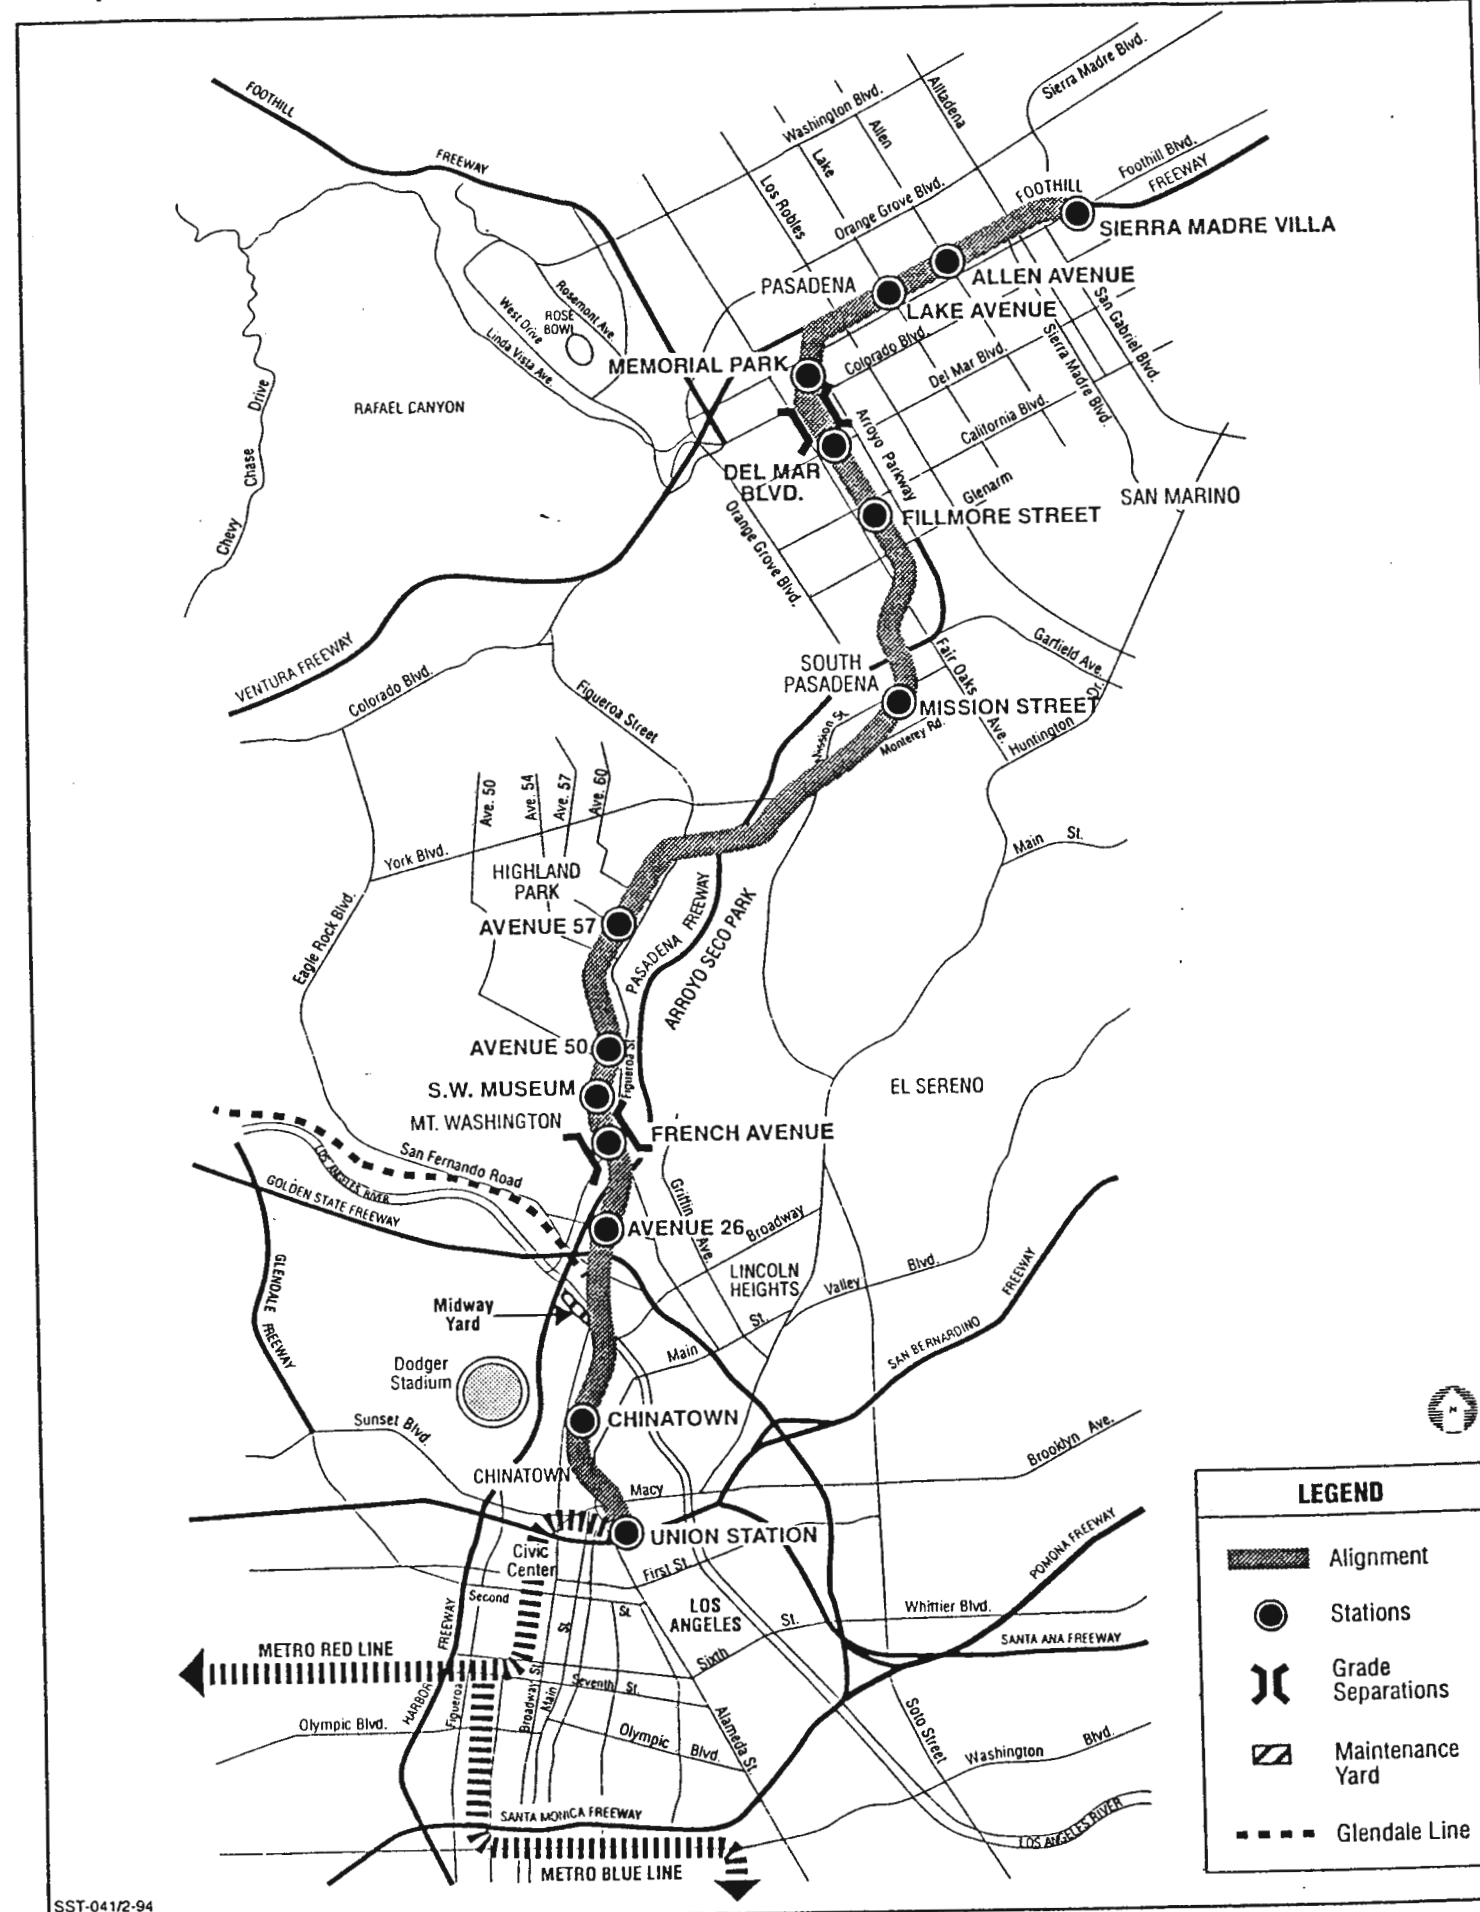 FOOTHILL
FREEWAY
Sierra Madre Blvd.
Washington Blvd.
Alltadena
Allen
Lake
Los Robles
Orange Grove Blvd.
Foothill Blvd.
FREEWAY
FOOTHILL
SIERRA MADRE VILLA
ALLEN AVENUE
PASADENA
LAKE AVENUE
Rosemont Ave.
ROSE
BOWL
West Drive
Linda Vista Ave.
San Gabriel Blvd.
Sierra Madre Blvd.
Colorado Blvd.
Del Mar Blvd.
California Blvd.
MEMORIAL PARK
RAFAEL CANYON
Chevy Chase Drive
Arroyo Parkway
DEL MAR
BLVD.
Glenarm
SAN MARINO
FILLMORE STREET
Orange Grove Blvd.
VENTURA FREEWAY
Colorado Blvd.
Figueroa Street
SOUTH
PASADENA
Garfield Ave.
Fair Oaks Ave.
MISSION STREET
Mission St.
Monterey Rd.
Huntington Dr.
Ave. 50
Ave. 54
Ave. 57
Ave. 60
York Blvd.
Main St.
HIGHLAND
PARK
Eagle Rock Blvd.
AVENUE 57
PASADENA FREEWAY
ARROYO SECO PARK
AVENUE 50
Figueroa St.
S.W. MUSEUM
EL SERENO
MT. WASHINGTON
FRENCH AVENUE
San Fernando Road
LOS ANGELES RIVER
GOLDEN STATE FREEWAY
Griffin Ave.
Broadway
AVENUE 26
GLENDALE FREEWAY
LINCOLN
HEIGHTS
Valley Blvd.
Midway
Yard
Main St.
SAN BERNARDINO FREEWAY
Dodger
Stadium
Sunset Blvd.
CHINATOWN
CHINATOWN
Brooklyn Ave.
Macy
N
UNION STATION
Civic
Center
First St.
Second St.
LOS
ANGELES
POMONA FREEWAY
Whittier Blvd.
SANTA ANA FREEWAY
METRO RED LINE
HARBOR FREEWAY
Figueroa
Broadway
St.
Main
St.
Sixth St.
Seventh St.
Olympic Blvd.
Olympic Blvd.
Alameda St.
Soto Street
Washington Blvd.
SANTA MONICA FREEWAY
LOS ANGELES RIVER
METRO BLUE LINE
LEGEND
Alignment
Stations
Grade
Separations
Maintenance
Yard
Glendale Line
SST-041/2-94